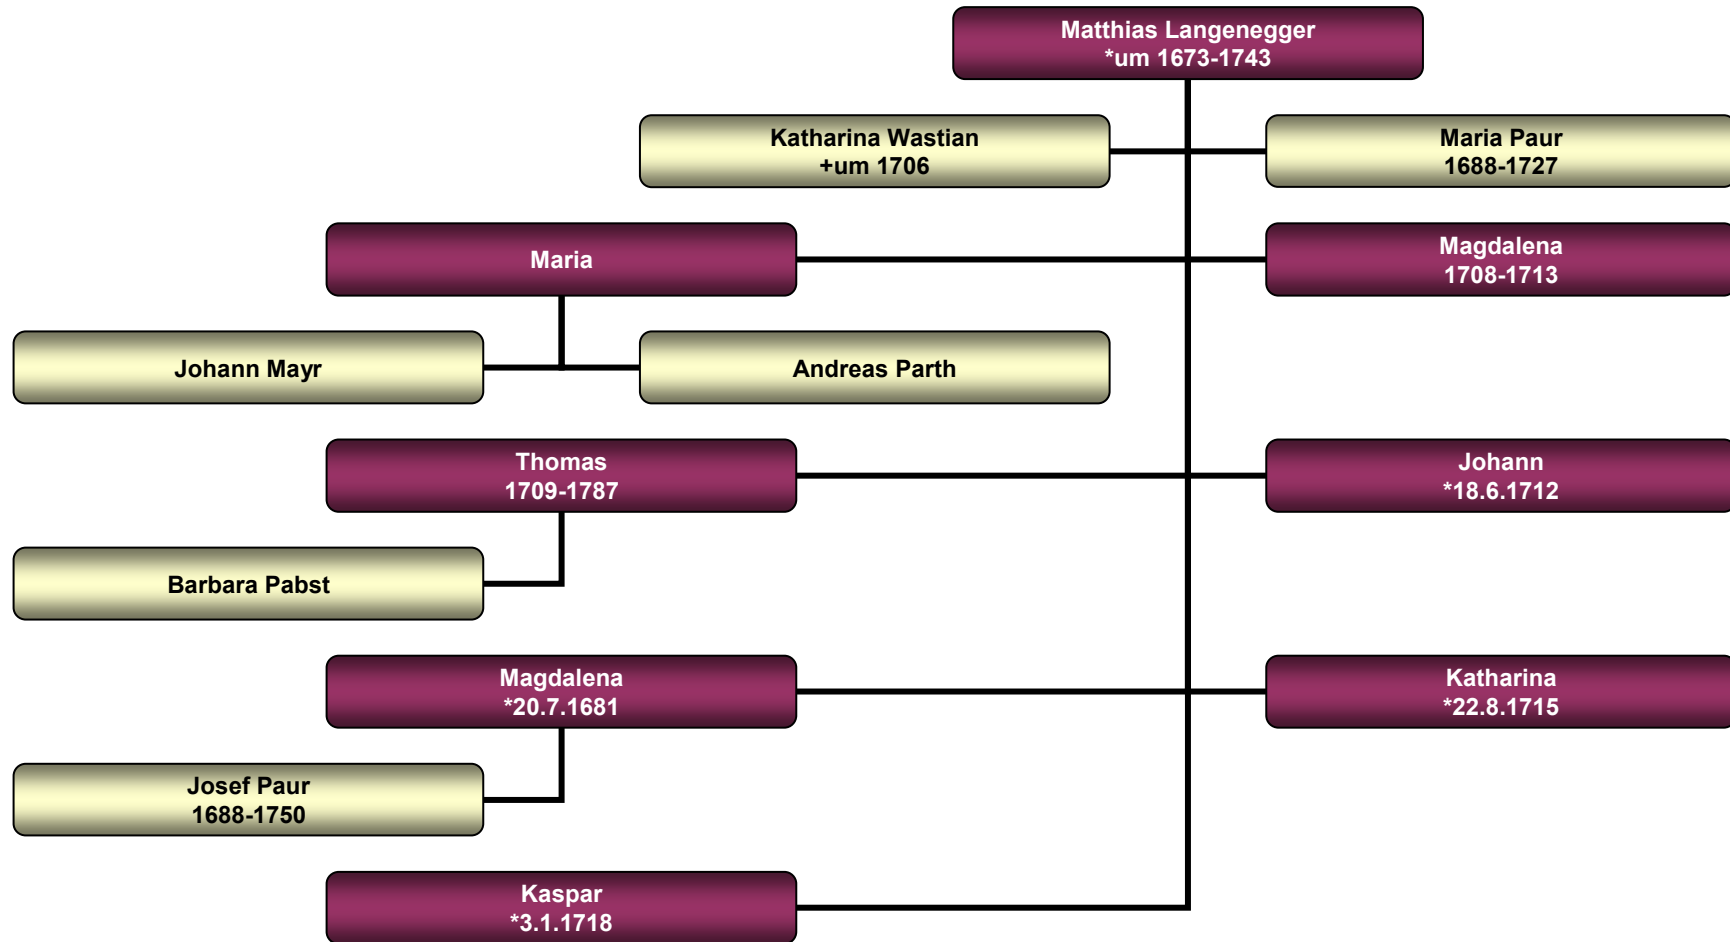 Matthias Langenegger
*um 1673-1743
Katharina Wastian
+um 1706
Maria Paur
1688-1727
Maria
Magdalena
1708-1713
Johann Mayr
Andreas Parth
Thomas
1709-1787
Johann
*18.6.1712
Barbara Pabst
Magdalena
*20.7.1681
Katharina
*22.8.1715
Josef Paur
1688-1750
Kaspar
*3.1.1718